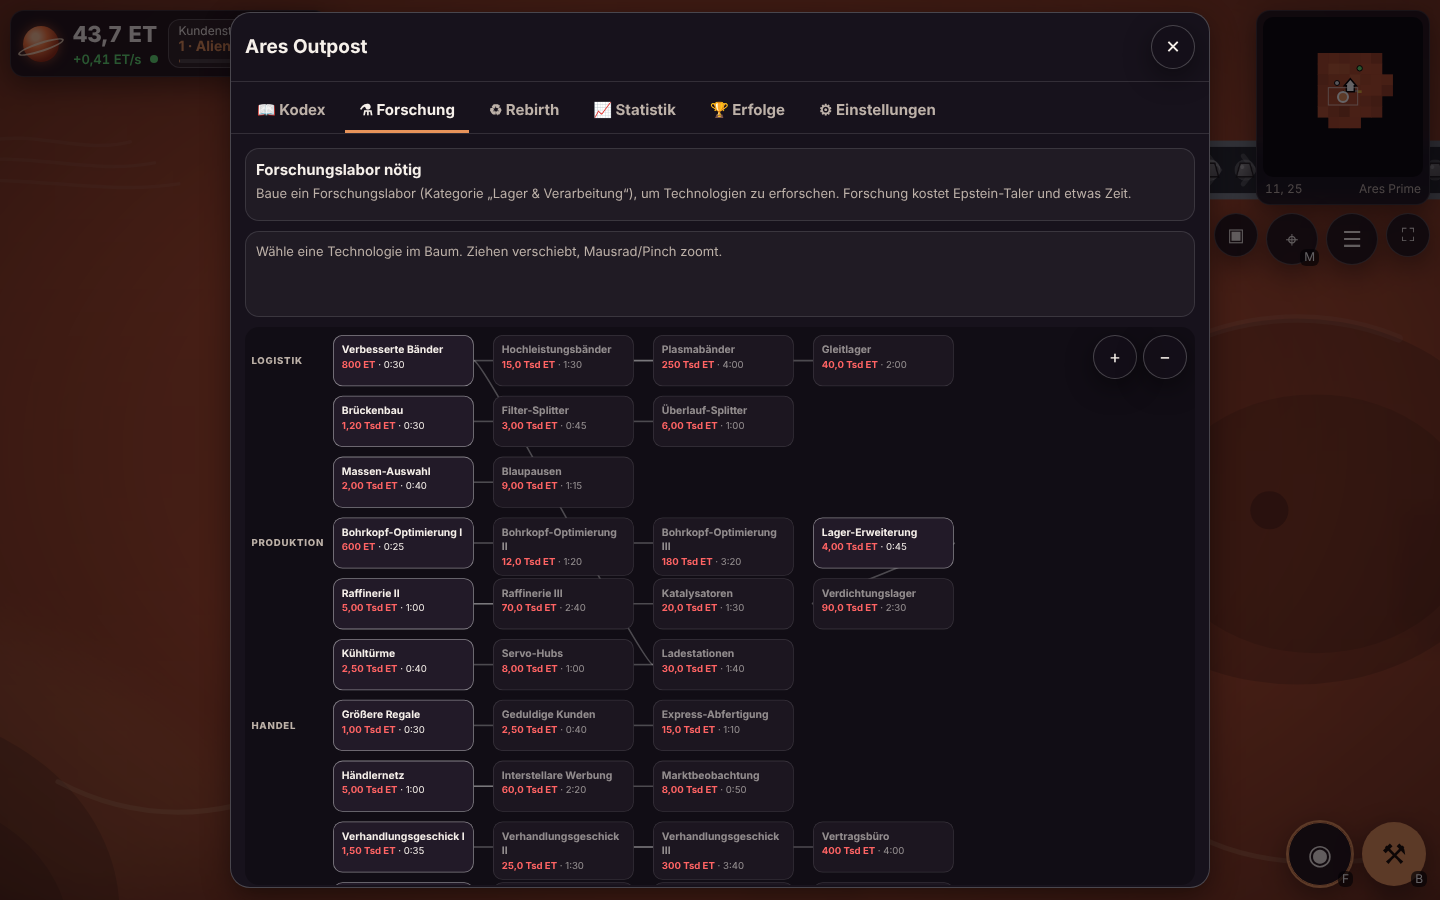 43,7 ET
+0,41 ET/s
1 · Alien
Ares Outpost
✕
📖 Kodex
⚗ Forschung
♻ Rebirth
📈 Statistik
🏆 Erfolge
⚙ Einstellungen
Forschungslabor nötig
Baue ein Forschungslabor (Kategorie „Lager & Verarbeitung“), um Technologien zu erforschen. Forschung kostet Epstein-Taler und etwas Zeit.
Wähle eine Technologie im Baum. Ziehen verschiebt, Mausrad/Pinch zoomt.
11, 25
Ares Prime
M
+
−
LOGISTIK
Verbesserte Bänder
800 ET · 0:30
Hochleistungsbänder
15,0 Tsd ET · 1:30
Plasmabänder
250 Tsd ET · 4:00
Gleitlager
40,0 Tsd ET · 2:00
Brückenbau
1,20 Tsd ET · 0:30
Filter-Splitter
3,00 Tsd ET · 0:45
Überlauf-Splitter
6,00 Tsd ET · 1:00
Massen-Auswahl
2,00 Tsd ET · 0:40
Blaupausen
9,00 Tsd ET · 1:15
PRODUKTION
Bohrkopf-Optimierung I
600 ET · 0:25
Bohrkopf-Optimierung
II
12,0 Tsd ET · 1:20
Bohrkopf-Optimierung
III
180 Tsd ET · 3:20
Lager-Erweiterung
4,00 Tsd ET · 0:45
Raffinerie II
5,00 Tsd ET · 1:00
Raffinerie III
70,0 Tsd ET · 2:40
Katalysatoren
20,0 Tsd ET · 1:30
Verdichtungslager
90,0 Tsd ET · 2:30
Kühltürme
2,50 Tsd ET · 0:40
Servo-Hubs
8,00 Tsd ET · 1:00
Ladestationen
30,0 Tsd ET · 1:40
HANDEL
Größere Regale
1,00 Tsd ET · 0:30
Geduldige Kunden
2,50 Tsd ET · 0:40
Express-Abfertigung
15,0 Tsd ET · 1:10
Händlernetz
5,00 Tsd ET · 1:00
Interstellare Werbung
60,0 Tsd ET · 2:20
Marktbeobachtung
8,00 Tsd ET · 0:50
Verhandlungsgeschick I
1,50 Tsd ET · 0:35
Verhandlungsgeschick
II
25,0 Tsd ET · 1:30
Verhandlungsgeschick
III
300 Tsd ET · 3:40
Vertragsbüro
400 Tsd ET · 4:00
F
B